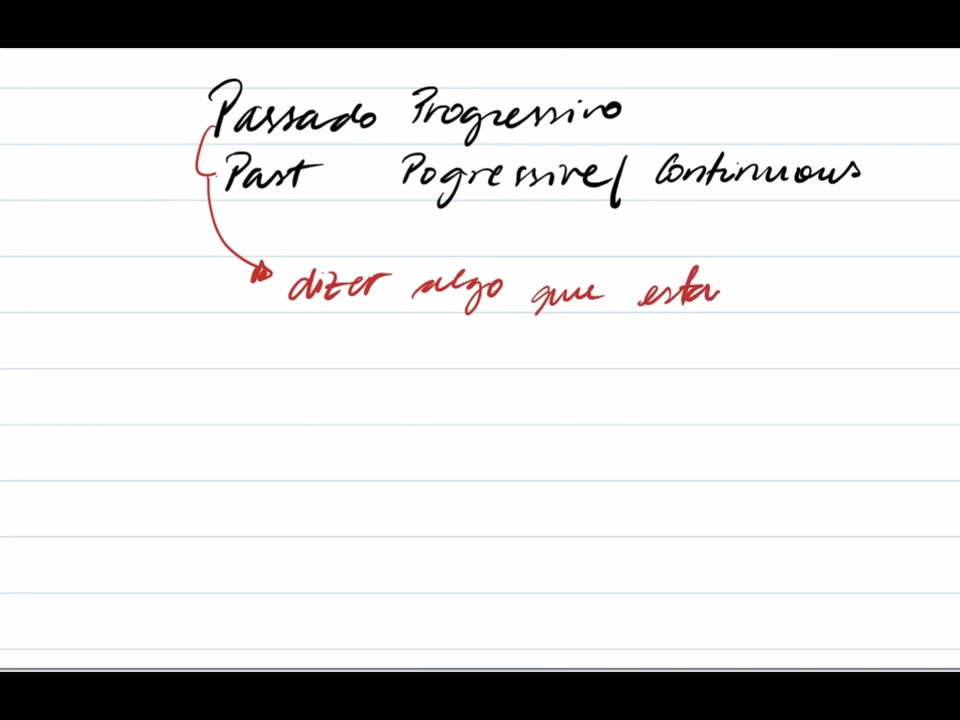 Passado Progressivo
Past Pogressive/ Continuous
dizer algo que esta